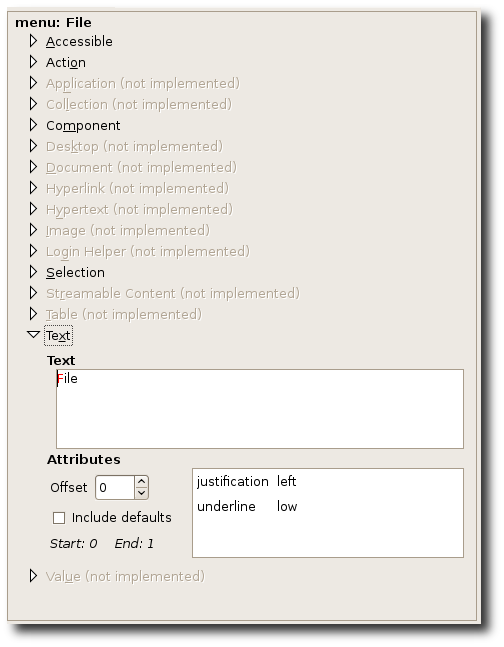 menu: File
Accessible
Action
Application (not implemented)
Collection (not implemented)
Component
Desktop (not implemented)
Document (not implemented)
Hyperlink (not implemented)
Hypertext (not implemented)
Image (not implemented)
Login Helper (not implemented)
Selection
Streamable Content (not implemented)
Table (not implemented)
Text
Text
File
Attributes
Offset 0
Include defaults
Start: 0 End: 1
justification left
underline low
Value (not implemented)